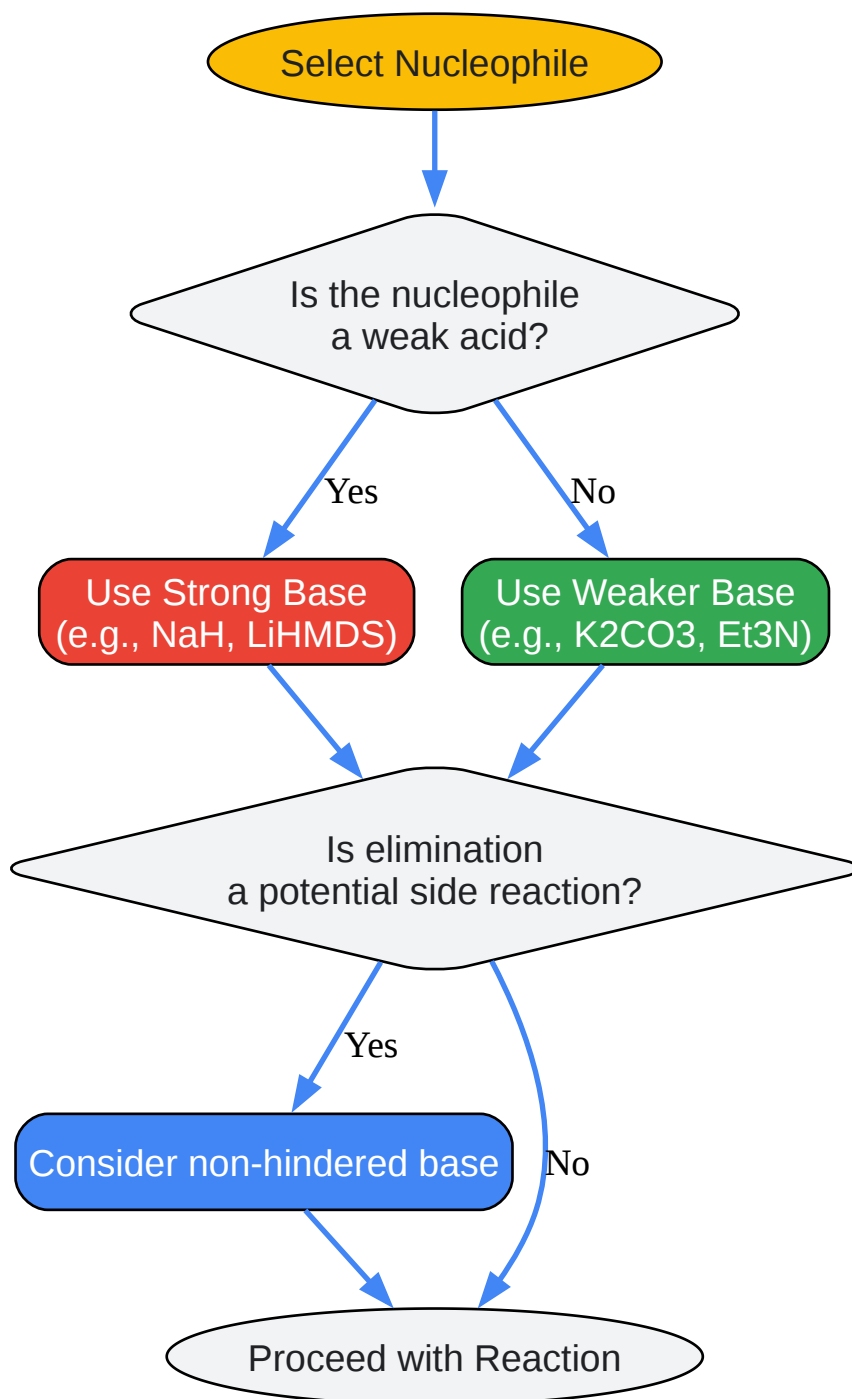 Select Nucleophile
Is the nucleophile
a weak acid?
Yes
No
Use Strong Base
(e.g., NaH, LiHMDS)
Use Weaker Base
(e.g., K2CO3, Et3N)
Is elimination
a potential side reaction?
Yes
Consider non-hindered base
No
Proceed with Reaction